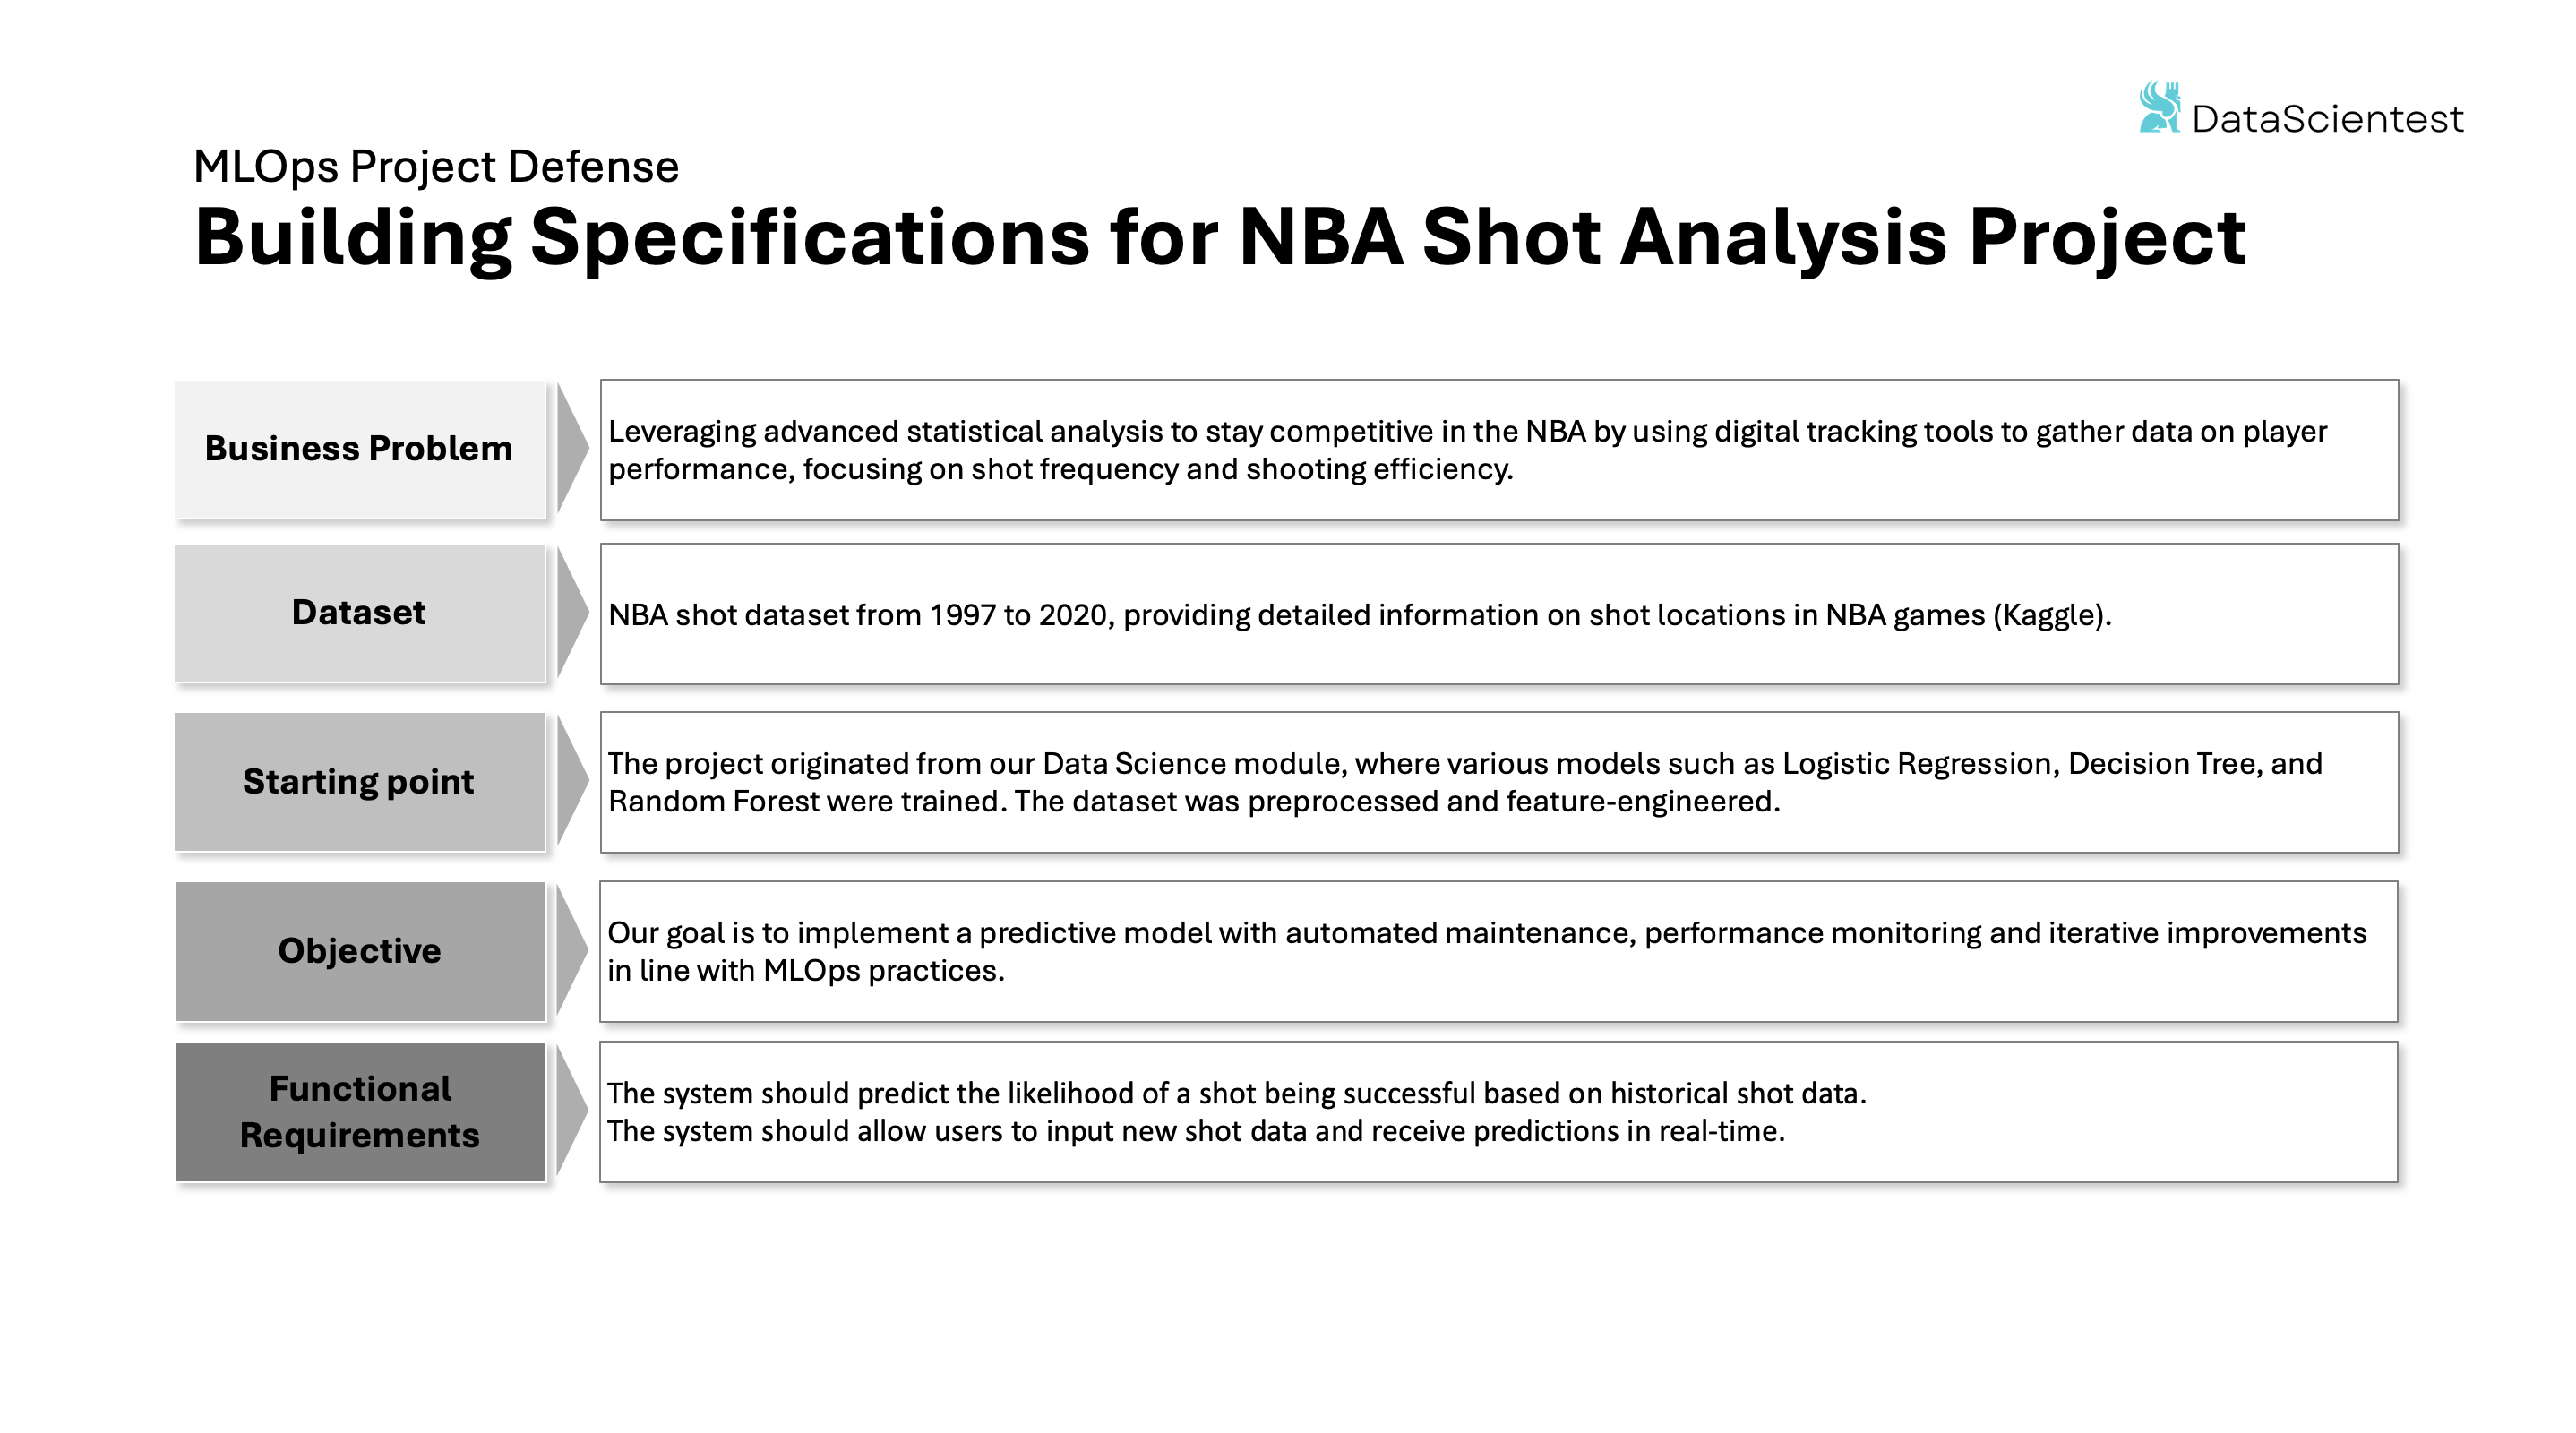 DataScientest
MLOps Project Defense
Building Specifications for NBA Shot Analysis Project
Business Problem
Leveraging advanced statistical analysis to stay competitive in the NBA by using digital tracking tools to gather data on player
performance, focusing on shot frequency and shooting efficiency.
Dataset
NBA shot dataset from 1997 to 2020, providing detailed information on shot locations in NBA games (Kaggle).
Starting point
The project originated from our Data Science module, where various models such as Logistic Regression, Decision Tree, and
Random Forest were trained. The dataset was preprocessed and feature-engineered.
Objective
Our goal is to implement a predictive model with automated maintenance, performance monitoring and iterative improvements
in line with MLOps practices.
Functional
Requirements
The system should predict the likelihood of a shot being successful based on historical shot data.
The system should allow users to input new shot data and receive predictions in real-time.